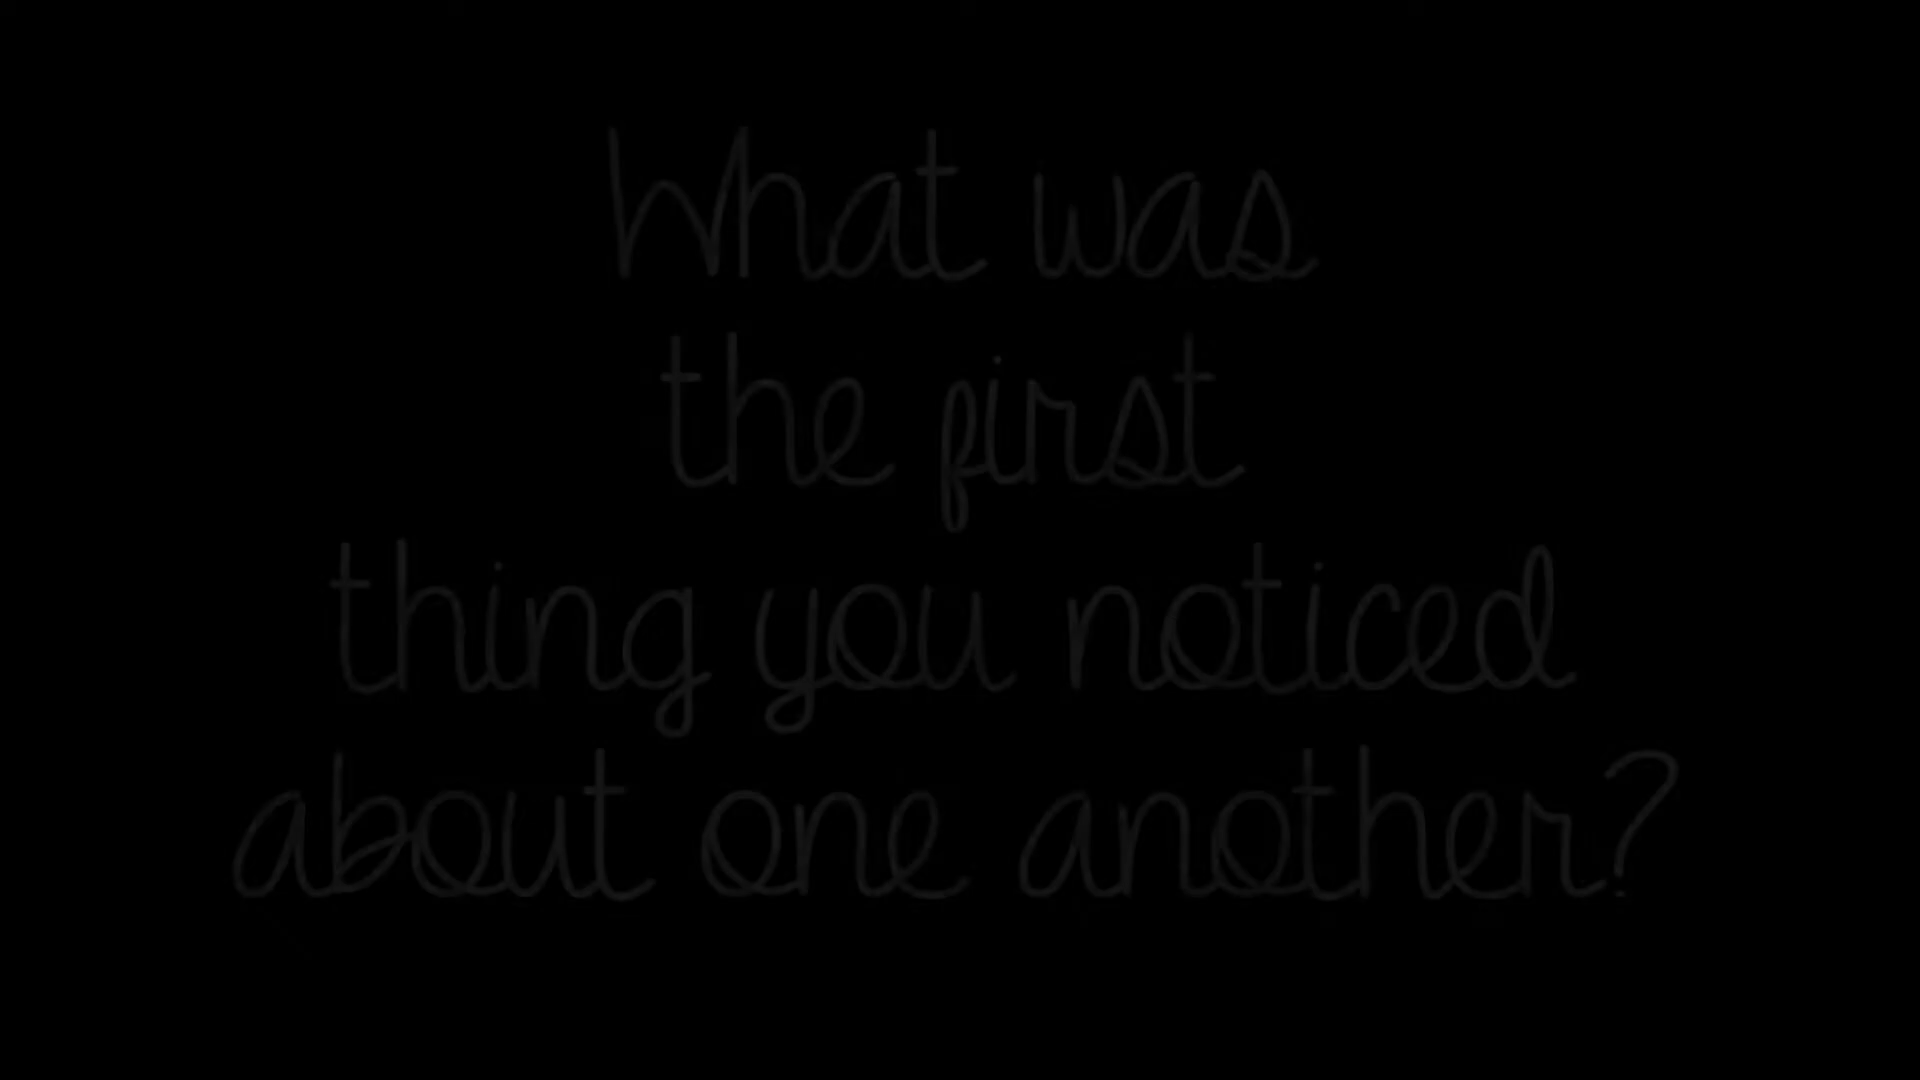 What was
the first
thing you noticed
about one another?